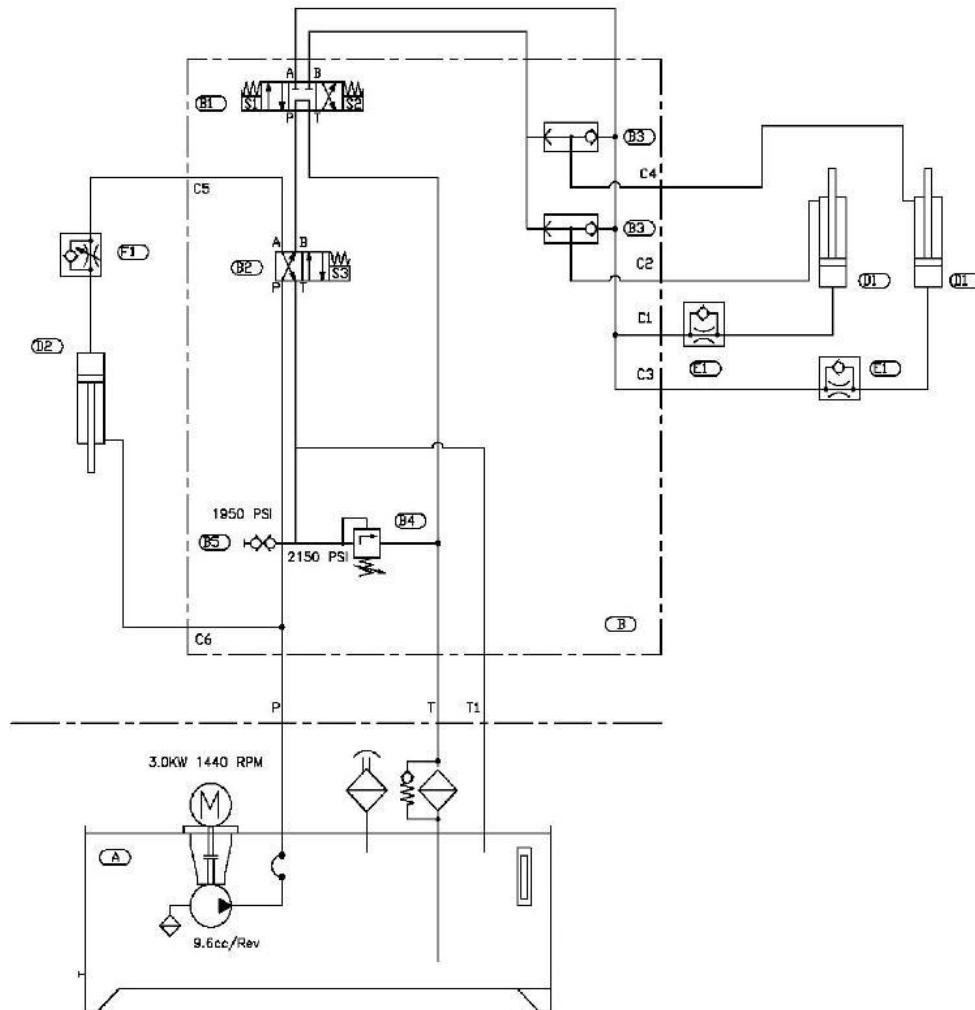 A B
B1
S1
S2
P T
B3
C4
C5
F1
A B
B2
S3
P T
B3
C2
D1
D1
C1
D2
E1
E1
C3
1950 PSI
B4
B5
2150 PSI
B
C6
P
T
T1
3.0KW 1440 RPM
M
A
9.6cc/Rev